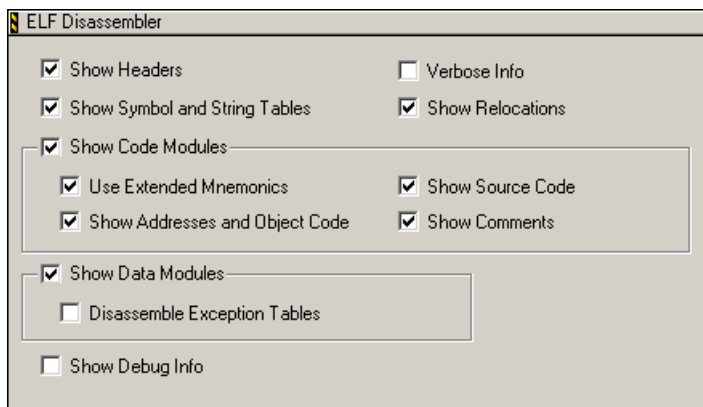 ELF Disassembler
Show Headers
Verbose Info
Show Symbol and String Tables
Show Relocations
Show Code Modules
Use Extended Mnemonics
Show Source Code
Show Addresses and Object Code
Show Comments
Show Data Modules
Disassemble Exception Tables
Show Debug Info